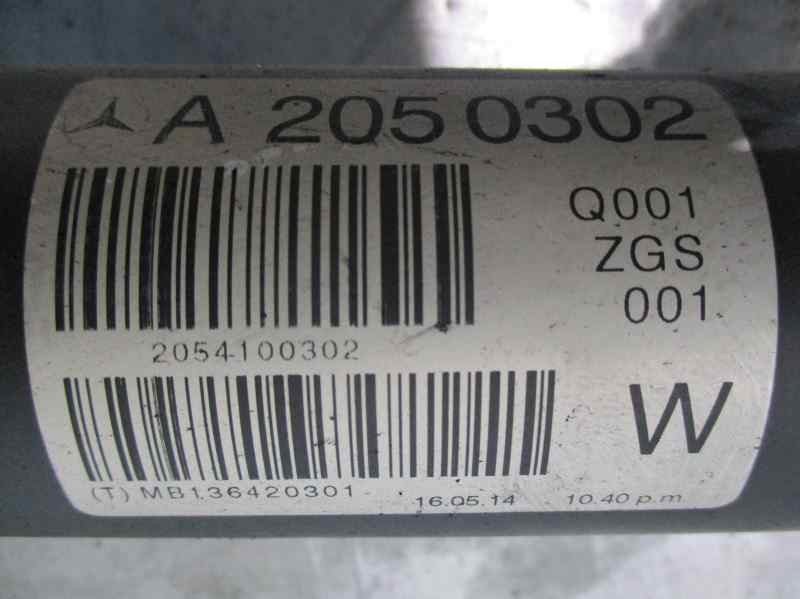 A 205 0302
Q001
ZGS
001
2054100302
W
(T) MB136420301
16.05.14 10.40 p.m